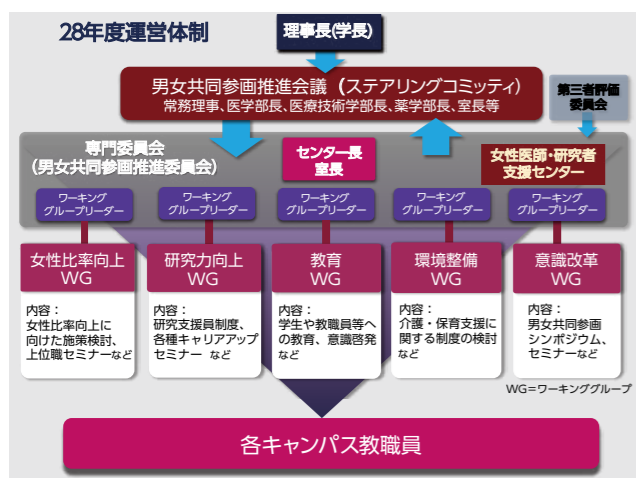 28年度運営体制
理事長(学長)
男女共同参画推進会議（ステアリングコミッティ）
常務理事、医学部長、医療技術学部長、薬学部長、室長等
第三者評価
委員会
専門委員会
(男女共同参画推進委員会)
センター長
室長
女性医師・研究者
支援センター
ワーキング
グループリーダー
ワーキング
グループリーダー
ワーキング
グループリーダー
ワーキング
グループリーダー
ワーキング
グループリーダー
女性比率向上
WG
内容：
女性比率向上に
向けた施策検討、
上位職セミナーなど
研究力向上
WG
内容：
研究支援員制度、
各種キャリアアップ
セミナー など
教育
WG
内容：
学生や教職員等へ
の教育、意識啓発
など
環境整備
WG
内容：
介護・保育支援に
関する制度の検討
など
意識改革
WG
内容：
男女共同参画
シンポジウム、
セミナーなど
WG＝ワーキンググループ
各キャンパス教職員